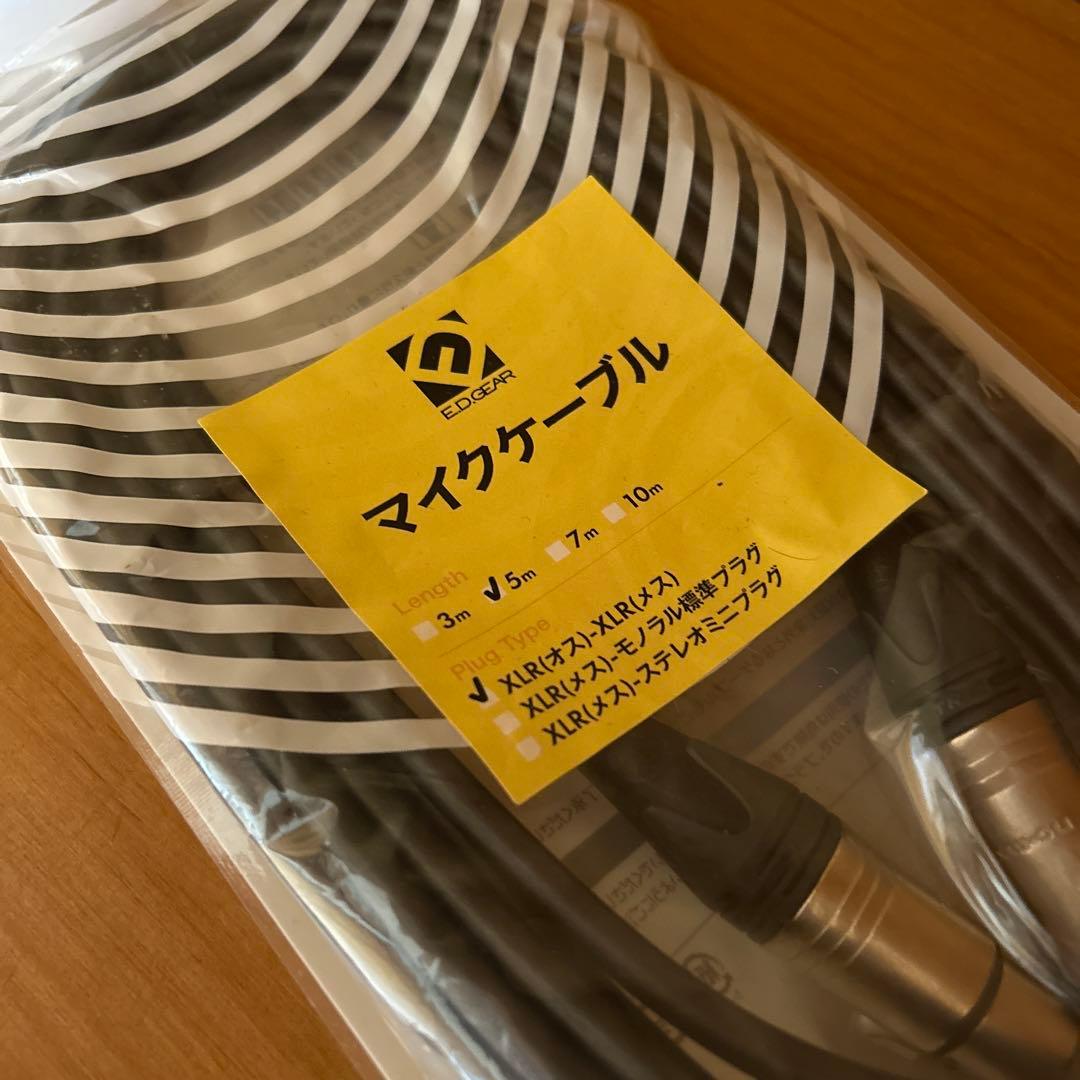 E.D.GEAR
マイクケーブル
Length
3m 5m 7m 10m
Plug Type
XLR(オス)-XLR(メス)
XLR(メス)-モノラル標準プラグ
XLR(メス)-ステレオミニプラグ